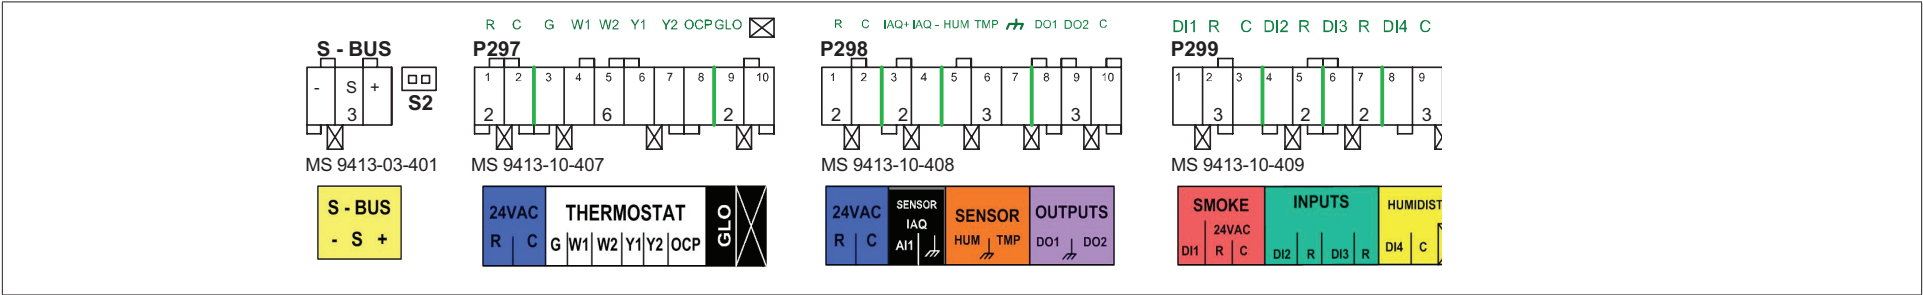 R C G W1 W2 Y1 Y2 OCP GLO
R C IAQ+ IAQ- HUM TMP DO1 DO2 C
DI1 R C DI2 R DI3 R DI4 C
S - BUS
P297
P298
P299
- S +
3
S2
1 2 3 4 5 6 7 8 9 10
2 6 2
1 2 3 4 5 6 7 8 9 10
2 2 3 3
1 2 3 4 5 6 7 8 9
3 2 2 3
MS 9413-03-401
MS 9413-10-407
MS 9413-10-408
MS 9413-10-409
S - BUS
- S +
24VAC
R C
THERMOSTAT
G W1 W2 Y1 Y2 OCP
GLO
24VAC
R C
SENSOR
IAQ
AI1
SENSOR
HUM TMP
OUTPUTS
DO1 DO2
SMOKE
24VAC
DI1 R C
INPUTS
DI2 R DI3 R
HUMIDIST
DI4 C